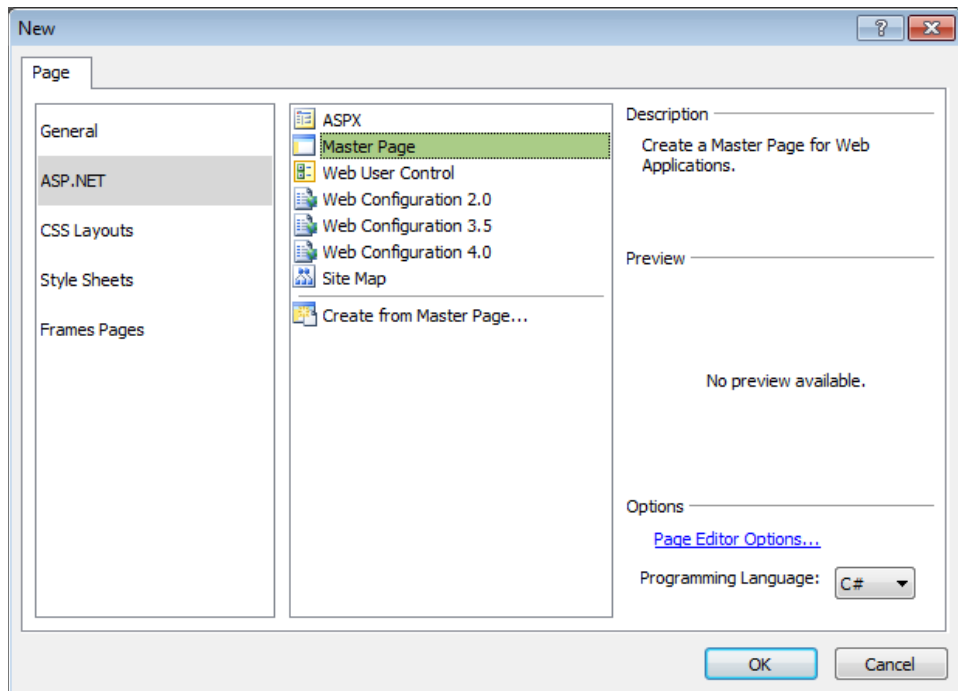 New
Page
General
ASP.NET
CSS Layouts
Style Sheets
Frames Pages
ASPX
Master Page
Web User Control
Web Configuration 2.0
Web Configuration 3.5
Web Configuration 4.0
Site Map
Create from Master Page...
Description
Create a Master Page for Web
Applications.
Preview
No preview available.
Options
Page Editor Options...
Programming Language: C#
OK Cancel